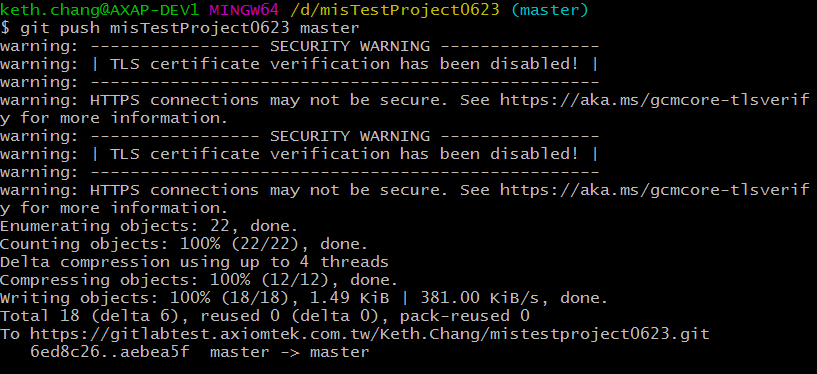 keth.chang@AXAP-DEV1 MINGW64 /d/misTestProject0623 (master)
$ git push misTestProject0623 master
warning: ----------------- SECURITY WARNING ----------------
warning: | TLS certificate verification has been disabled! |
warning: ---------------------------------------------------
warning: HTTPS connections may not be secure. See https://aka.ms/gcmcore-tlsverif
y for more information.
warning: ----------------- SECURITY WARNING ----------------
warning: | TLS certificate verification has been disabled! |
warning: ---------------------------------------------------
warning: HTTPS connections may not be secure. See https://aka.ms/gcmcore-tlsverif
y for more information.
Enumerating objects: 22, done.
Counting objects: 100% (22/22), done.
Delta compression using up to 4 threads
Compressing objects: 100% (12/12), done.
Writing objects: 100% (18/18), 1.49 KiB | 381.00 KiB/s, done.
Total 18 (delta 6), reused 0 (delta 0), pack-reused 0
To https://gitlabtest.axiomtek.com.tw/Keth.Chang/mistestproject0623.git
   6ed8c26..aebea5f  master -> master